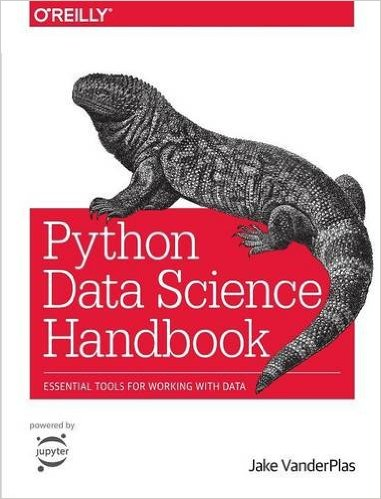 O'REILLY®
Python
Data Science
Handbook
ESSENTIAL TOOLS FOR WORKING WITH DATA
powered by
jupyter
Jake VanderPlas